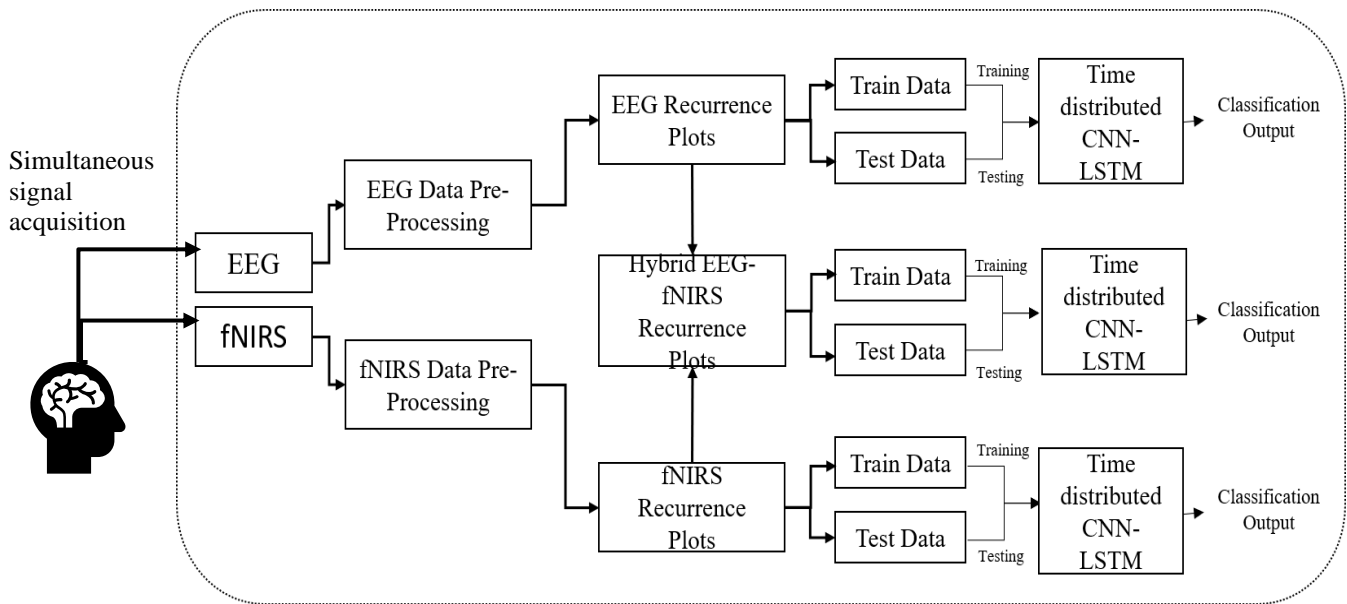 Simultaneous
signal
acquisition
EEG
fNIRS
EEG Data Pre-
Processing
fNIRS Data Pre-
Processing
EEG Recurrence
Plots
Hybrid EEG-
fNIRS
Recurrence
Plots
fNIRS
Recurrence
Plots
Train Data
Test Data
Training
Testing
Time
distributed
CNN-
LSTM
Classification
Output
Train Data
Test Data
Training
Testing
Time
distributed
CNN-
LSTM
Classification
Output
Train Data
Test Data
Training
Testing
Time
distributed
CNN-
LSTM
Classification
Output